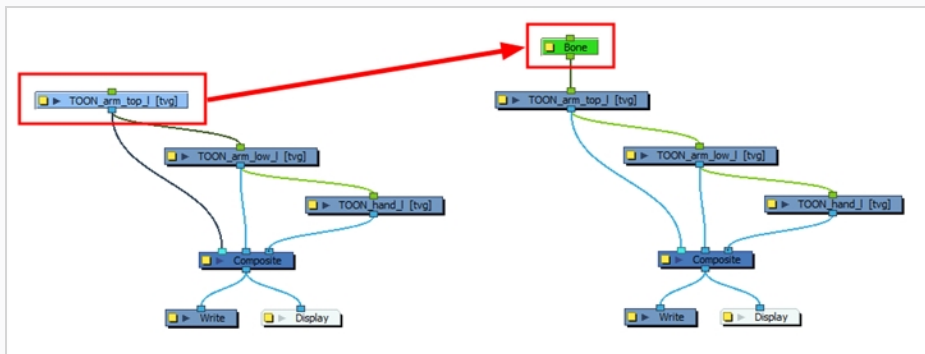 Bone
TOON_arm_top_l [tvg]
TOON_arm_top_l [tvg]
TOON_arm_low_l [tvg]
TOON_arm_low_l [tvg]
TOON_hand_l [tvg]
TOON_hand_l [tvg]
Composite
Composite
Write
Display
Write
Display